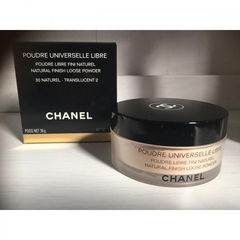 POUDRE UNIVERSELLE LIBRE
POUDRE LIBRE FINI NATUREL
NATURAL FINISH LOOSE POWDER
30 NATUREL - TRANSLUCENT 2
POIDS NET 30g
CHANEL
POUDRE UNIVERSELLE LIBRE
POUDRE LIBRE FINI NATUREL
NATURAL FINISH LOOSE POWDER
CHANEL